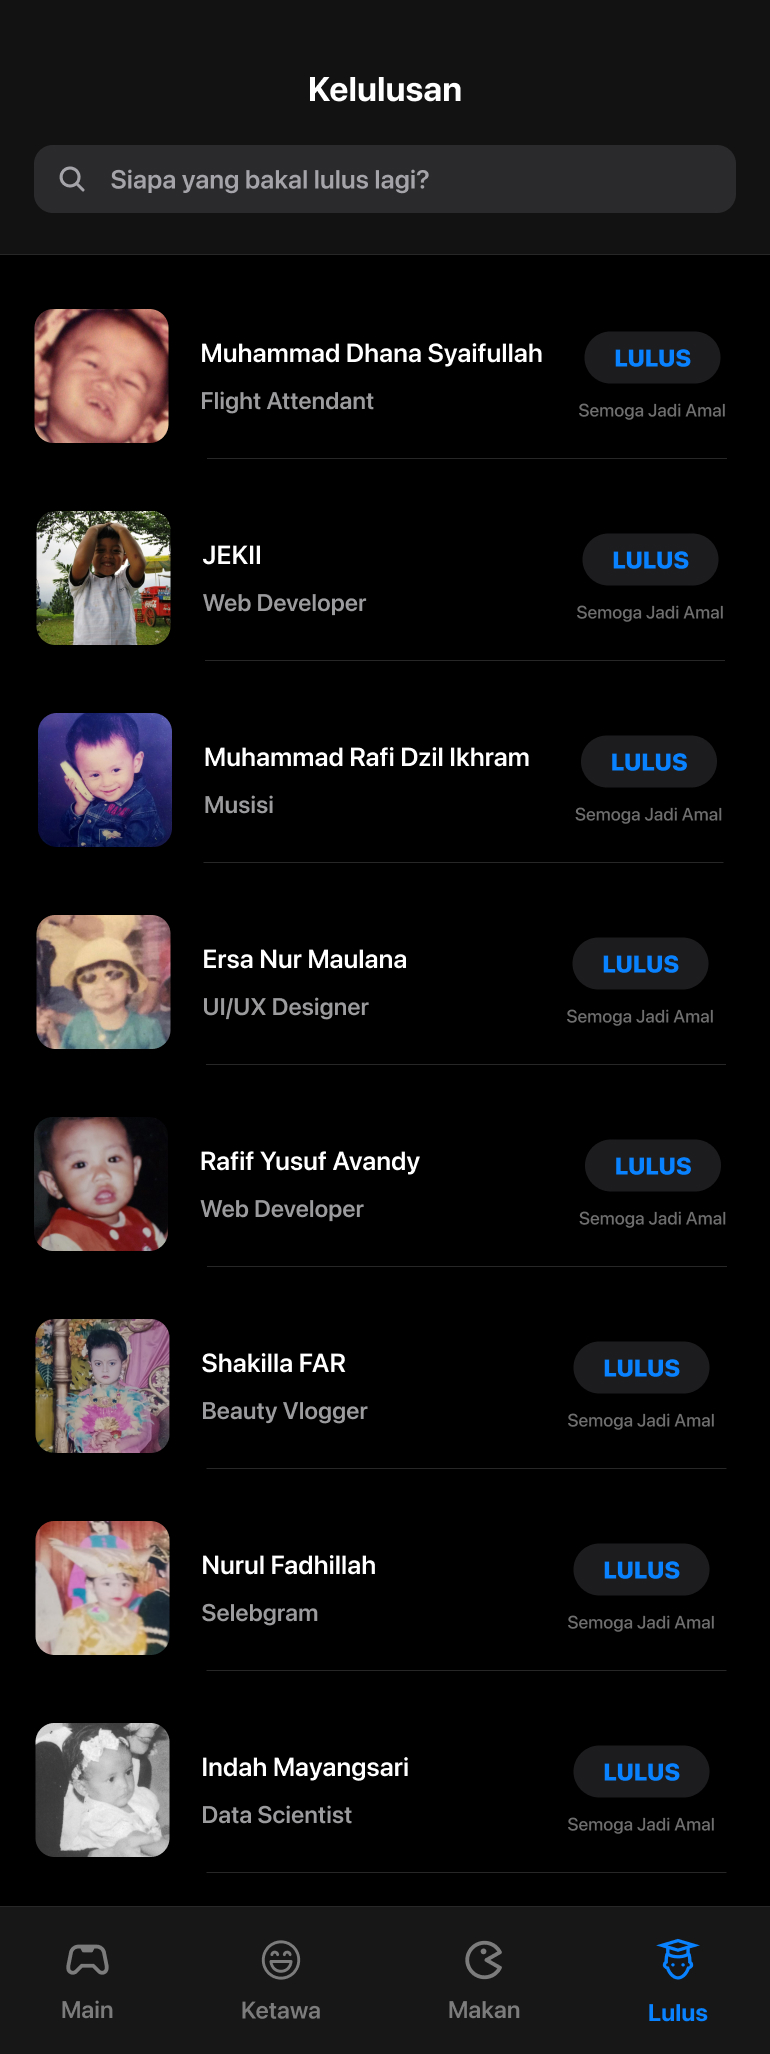 Kelulusan
Siapa yang bakal lulus lagi?
Muhammad Dhana Syaifullah
Flight Attendant
LULUS
Semoga Jadi Amal
JEKII
Web Developer
LULUS
Semoga Jadi Amal
Muhammad Rafi Dzil Ikhram
Musisi
LULUS
Semoga Jadi Amal
Ersa Nur Maulana
UI/UX Designer
LULUS
Semoga Jadi Amal
Rafif Yusuf Avandy
Web Developer
LULUS
Semoga Jadi Amal
Shakilla FAR
Beauty Vlogger
LULUS
Semoga Jadi Amal
Nurul Fadhillah
Selebgram
LULUS
Semoga Jadi Amal
Indah Mayangsari
Data Scientist
LULUS
Semoga Jadi Amal
Main
Ketawa
Makan
Lulus